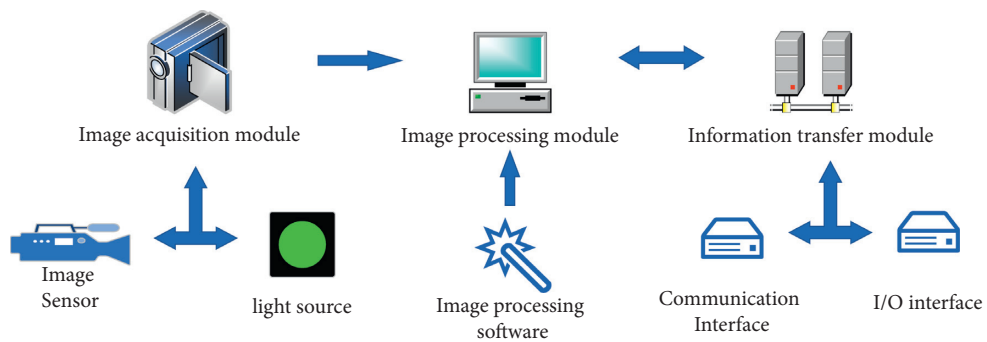 Image acquisition module
Image processing module
Information transfer module
Image
Sensor
light source
Image processing
software
Communication
Interface
I/O interface